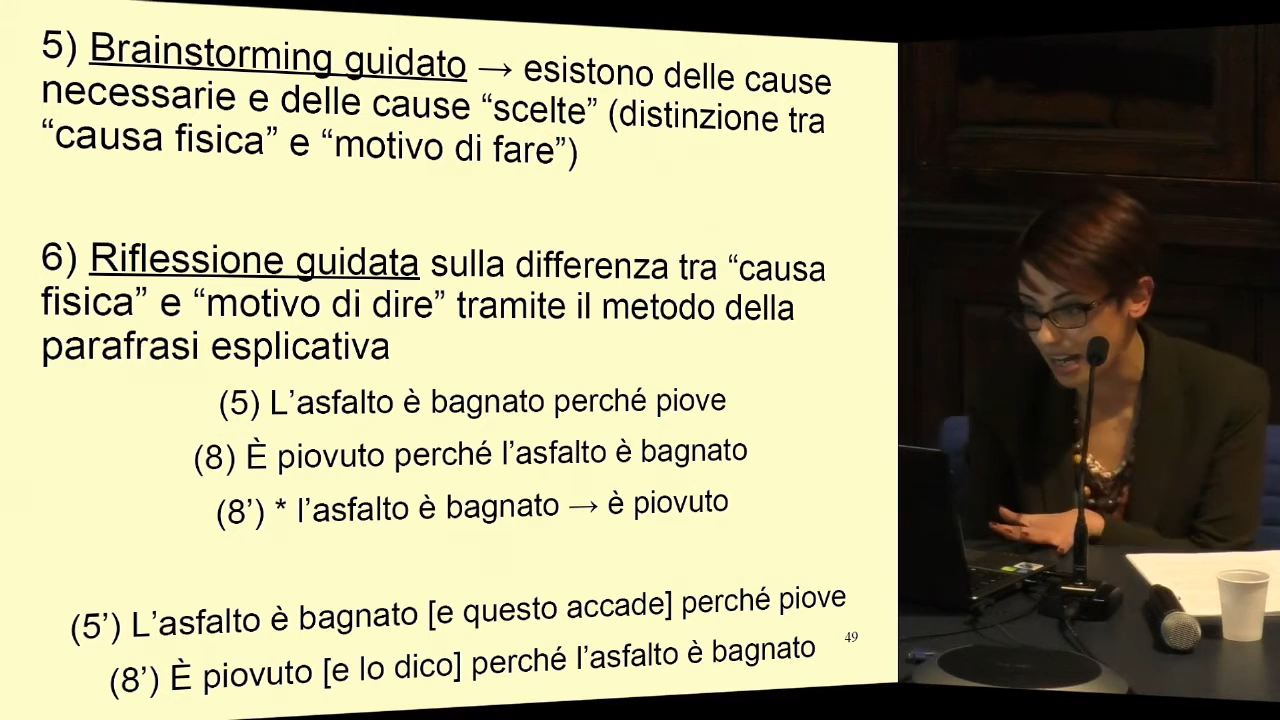 5) Brainstorming guidato → esistono delle cause
necessarie e delle cause “scelte” (distinzione tra
“causa fisica” e “motivo di fare”)
6) Riflessione guidata sulla differenza tra “causa
fisica” e “motivo di dire” tramite il metodo della
parafrasi esplicativa
(5) L’asfalto è bagnato perché piove
(8) È piovuto perché l’asfalto è bagnato
(8’) * l’asfalto è bagnato → è piovuto
(5’) L’asfalto è bagnato [e questo accade] perché piove
(8’) È piovuto [e lo dico] perché l’asfalto è bagnato
49